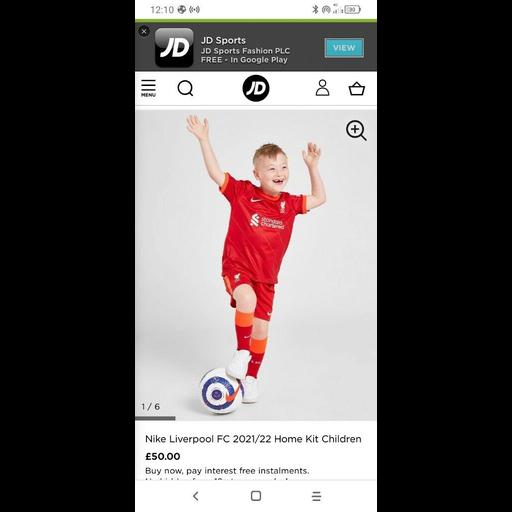 12:10
JD
JD Sports
JD Sports Fashion PLC
FREE - In Google Play
VIEW
MENU
JD
Standard
Chartered
1 / 6
Nike Liverpool FC 2021/22 Home Kit Children
£50.00
Buy now, pay interest free instalments.